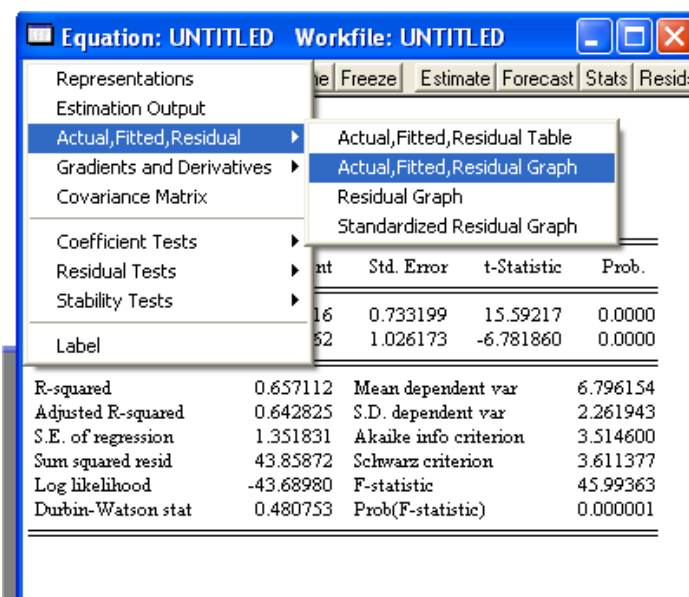 Equation: UNTITLED Workfile: UNTITLED
Freeze Estimate Forecast Stats Resids
Representations
Estimation Output
Actual,Fitted,Residual
Gradients and Derivatives
Covariance Matrix
Coefficient Tests
Residual Tests
Stability Tests
Label
Actual,Fitted,Residual Table
Actual,Fitted,Residual Graph
Residual Graph
Standardized Residual Graph
nt Std. Error t-Statistic Prob.
16 0.733199 15.59217 0.0000
62 1.026173 -6.781860 0.0000
R-squared 0.657112 Mean dependent var 6.796154
Adjusted R-squared 0.642825 S.D. dependent var 2.261943
S.E. of regression 1.351831 Akaike info criterion 3.514600
Sum squared resid 43.85872 Schwarz criterion 3.611377
Log likelihood -43.68980 F-statistic 45.99363
Durbin-Watson stat 0.480753 Prob(F-statistic) 0.000001